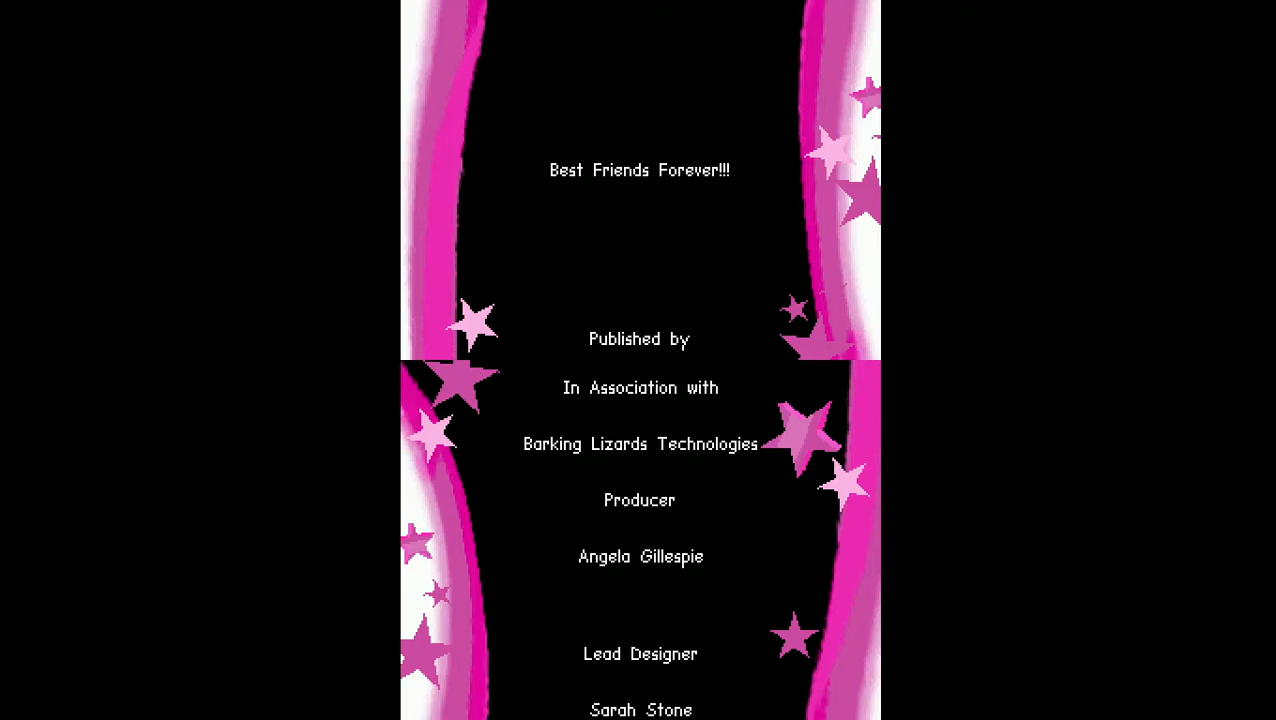 Best Friends Forever!!!
Published by
In Association with
Barking Lizards Technologies
Producer
Angela Gillespie
Lead Designer
Sarah Stone